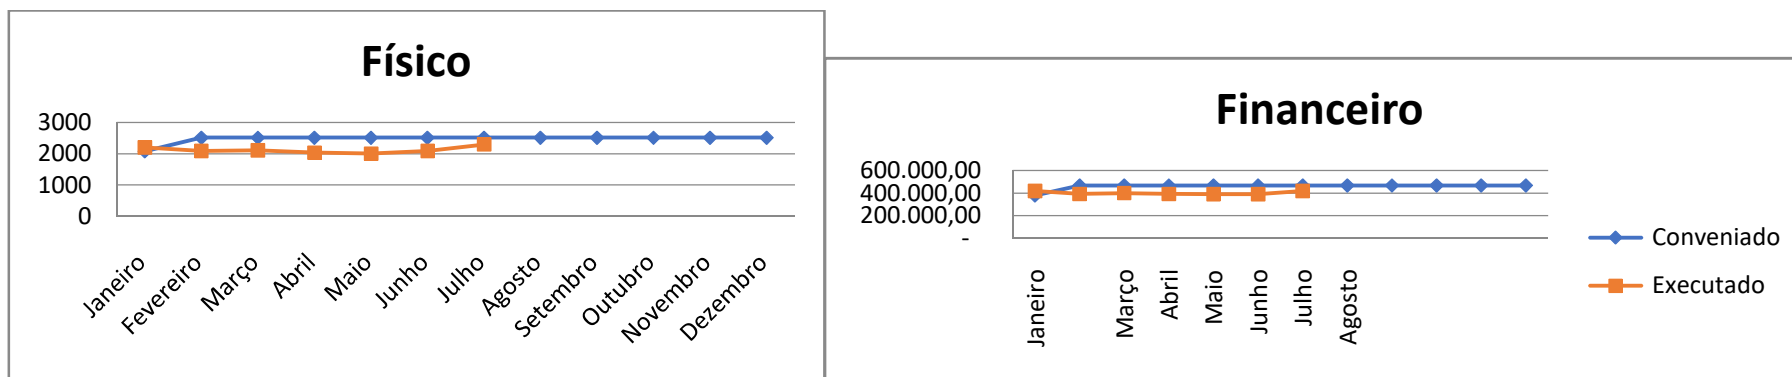 Físico
3000
2000
1000
0
Janeiro
Fevereiro
Março
Abril
Maio
Junho
Julho
Agosto
Setembro
Outubro
Novembro
Dezembro
Financeiro
600.000,00
400.000,00
200.000,00
-
Janeiro
Março
Abril
Maio
Junho
Julho
Agosto
Conveniado
Executado